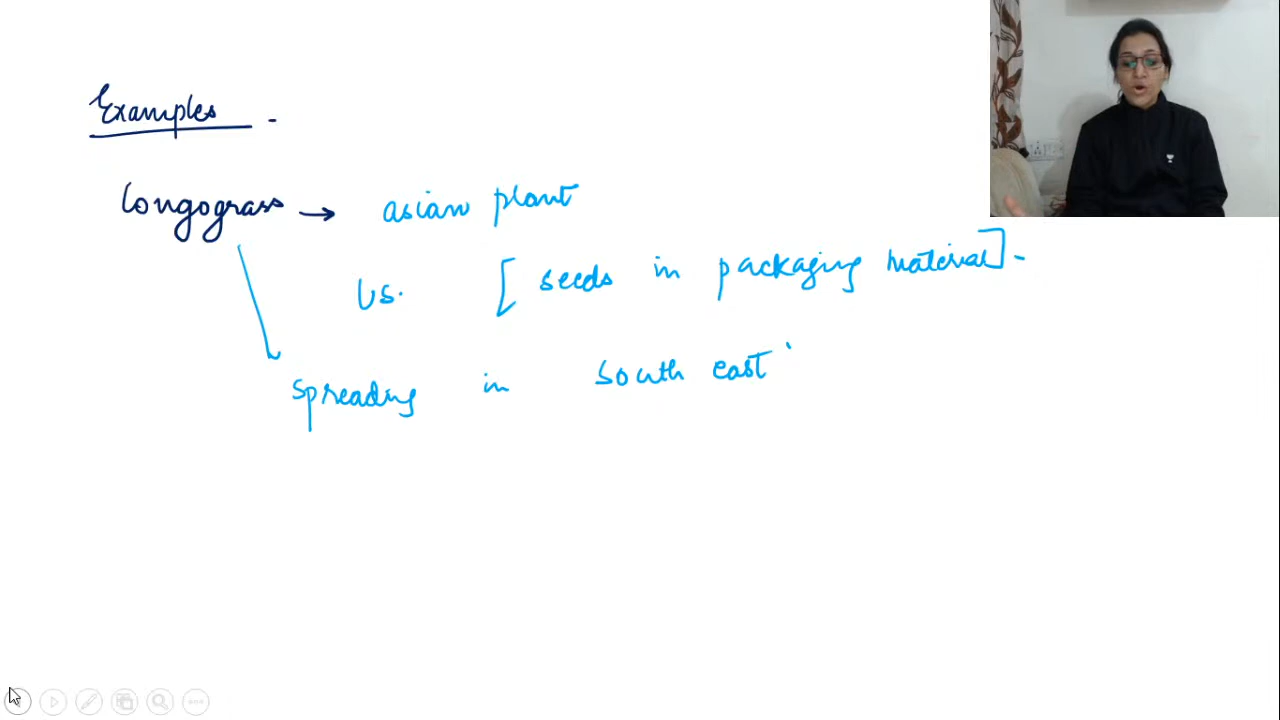 Examples -
Congograss → asian plant
US. [seeds in packaging material].
spreading in south east